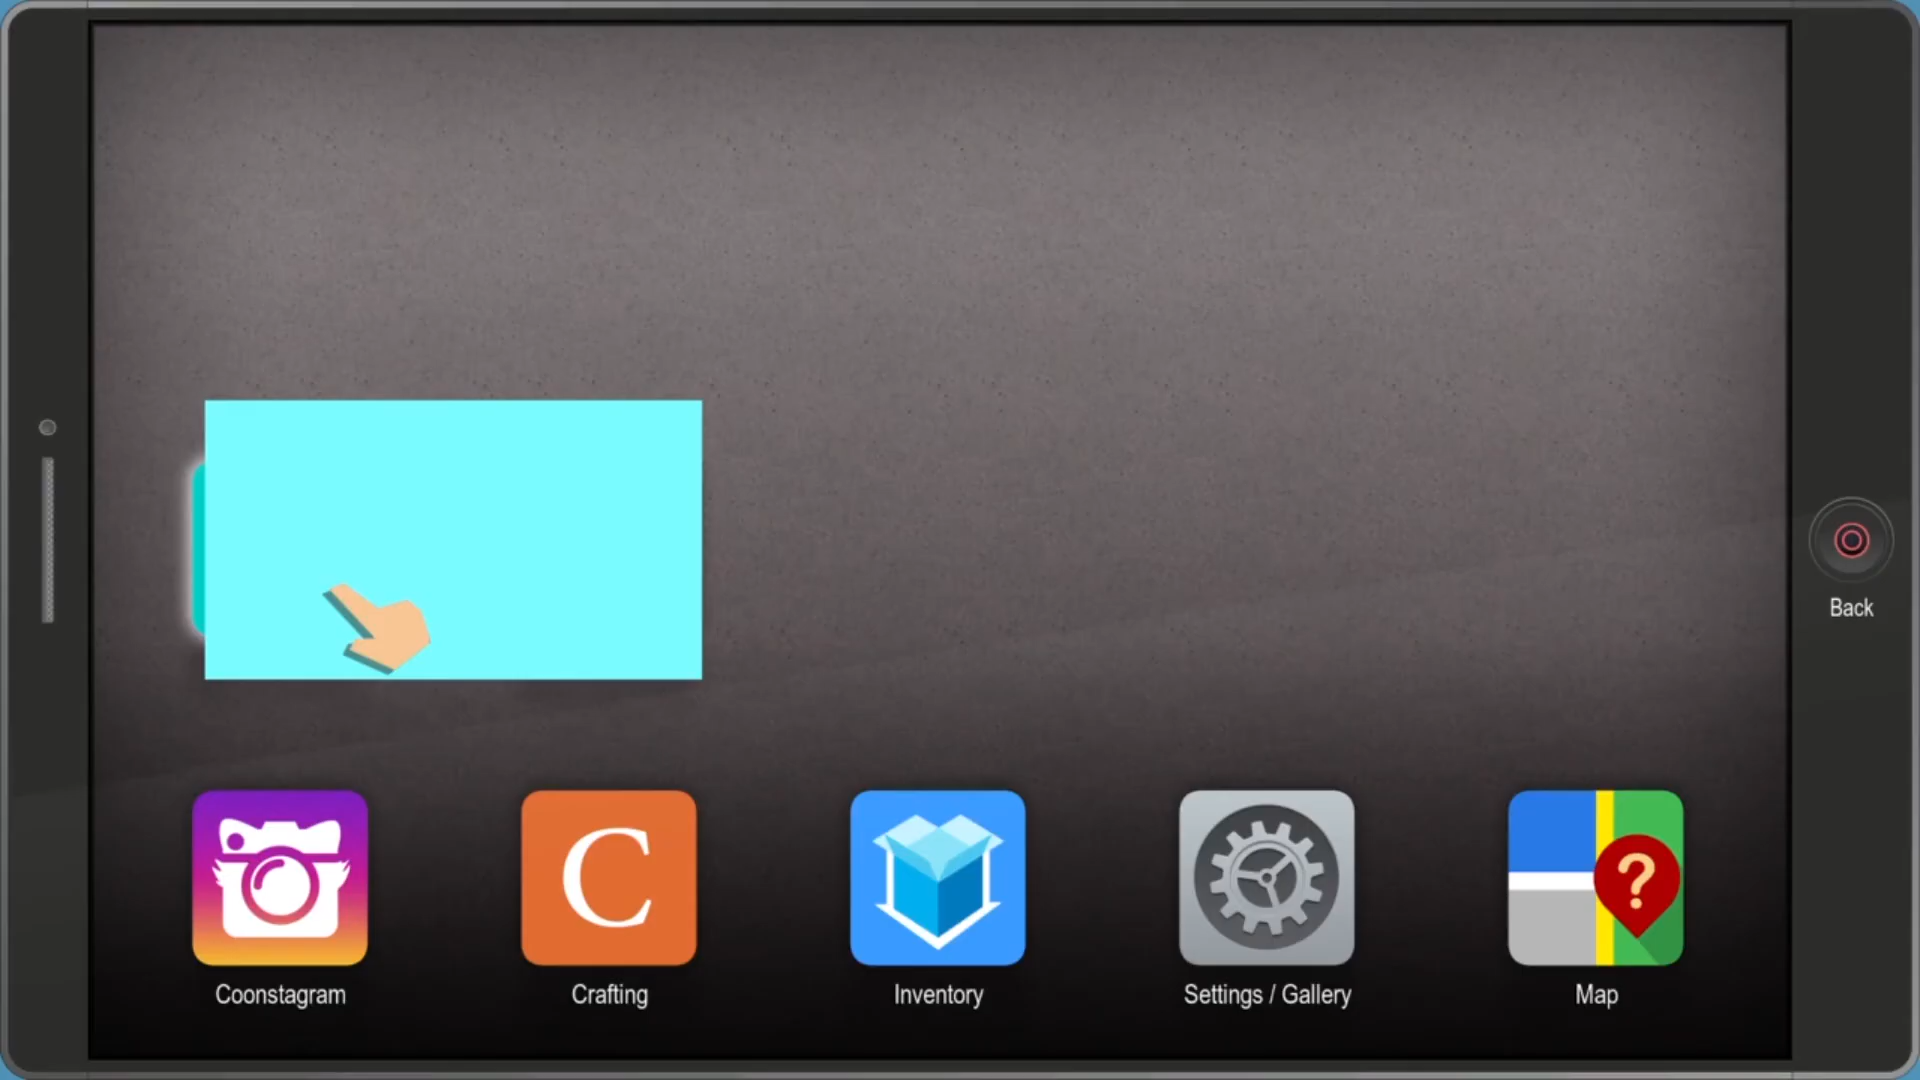 Back
C
?
Coonstagram
Crafting
Inventory
Settings / Gallery
Map